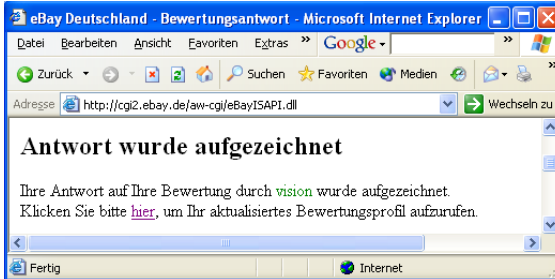 eBay Deutschland - Bewertungsantwort - Microsoft Internet Explorer
Datei Bearbeiten Ansicht Favoriten Extras » Google »
Zurück Suchen Favoriten Medien »
Adresse http://cgi2.ebay.de/aw-cgi/eBayISAPI.dll Wechseln zu
Antwort wurde aufgezeichnet
Ihre Antwort auf Ihre Bewertung durch vision wurde aufgezeichnet.
Klicken Sie bitte hier, um Ihr aktualisiertes Bewertungsprofil aufzurufen.
Fertig Internet